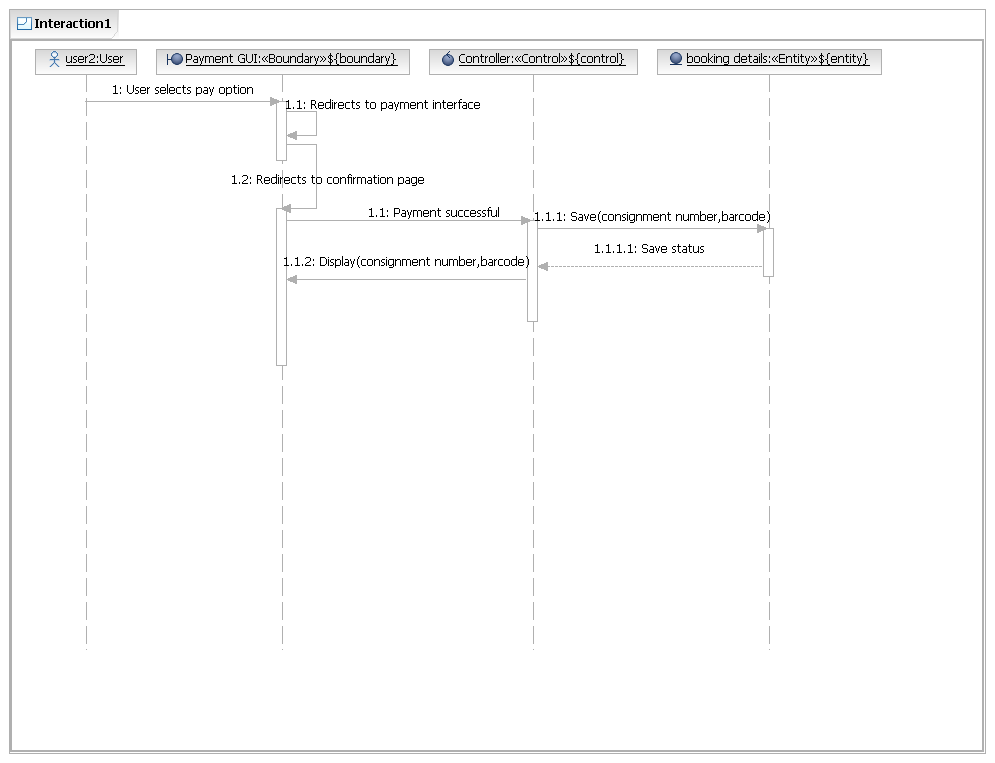 Interaction1
user2:User
Payment GUI:«Boundary»${boundary}
Controller:«Control»${control}
booking details:«Entity»${entity}
1: User selects pay option
1.1: Redirects to payment interface
1.2: Redirects to confirmation page
1.1: Payment successful
1.1.1: Save(consignment number,barcode)
1.1.1.1: Save status
1.1.2: Display(consignment number,barcode)